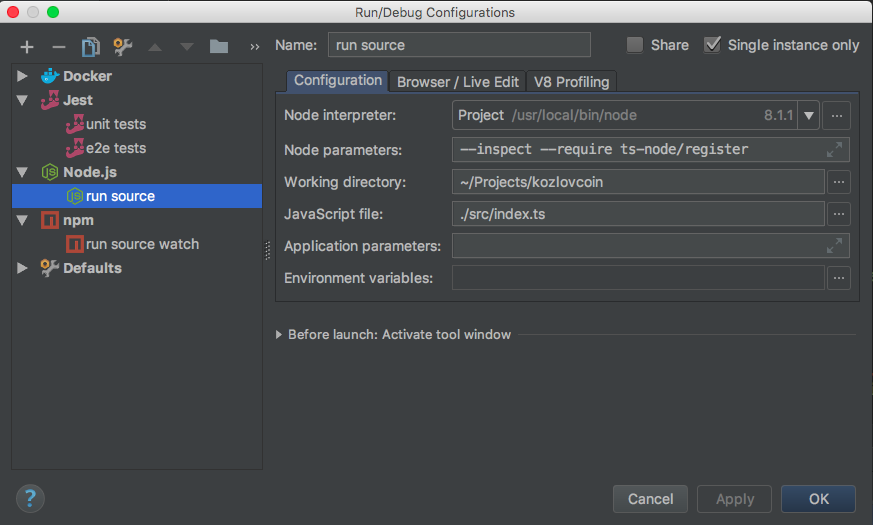 Run/Debug Configurations
Name: run source Share Single instance only
Docker
Jest
unit tests
e2e tests
Node.js
run source
npm
run source watch
Defaults
Configuration Browser / Live Edit V8 Profiling
Node interpreter: Project /usr/local/bin/node 8.1.1 ...
Node parameters: --inspect --require ts-node/register
Working directory: ~/Projects/kozlovcoin ...
JavaScript file: ./src/index.ts ...
Application parameters:
Environment variables: ...
Before launch: Activate tool window
? Cancel Apply OK